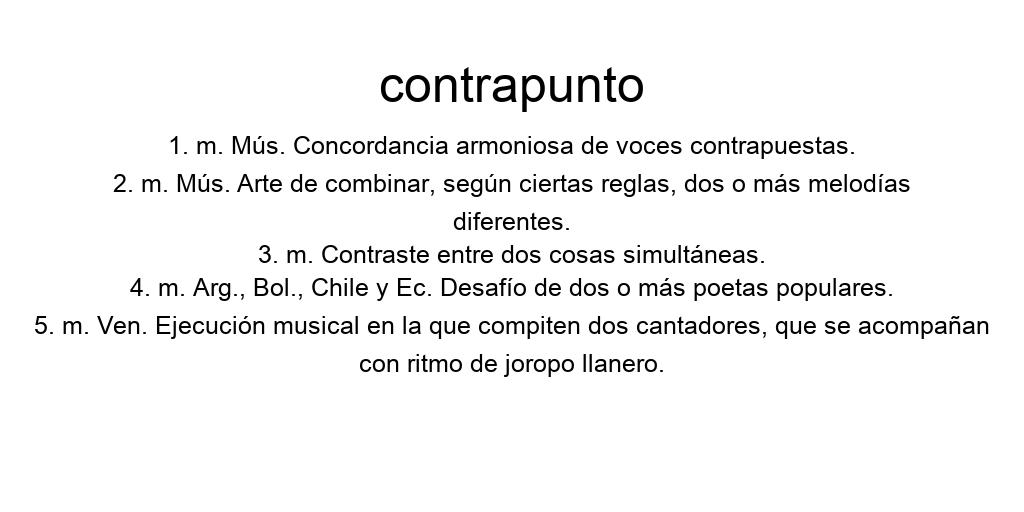 contrapunto
1. m. Mús. Concordancia armoniosa de voces contrapuestas.
2. m. Mús. Arte de combinar, según ciertas reglas, dos o más melodías
diferentes.
3. m. Contraste entre dos cosas simultáneas.
4. m. Arg., Bol., Chile y Ec. Desafío de dos o más poetas populares.
5. m. Ven. Ejecución musical en la que compiten dos cantadores, que se acompañan
con ritmo de joropo llanero.